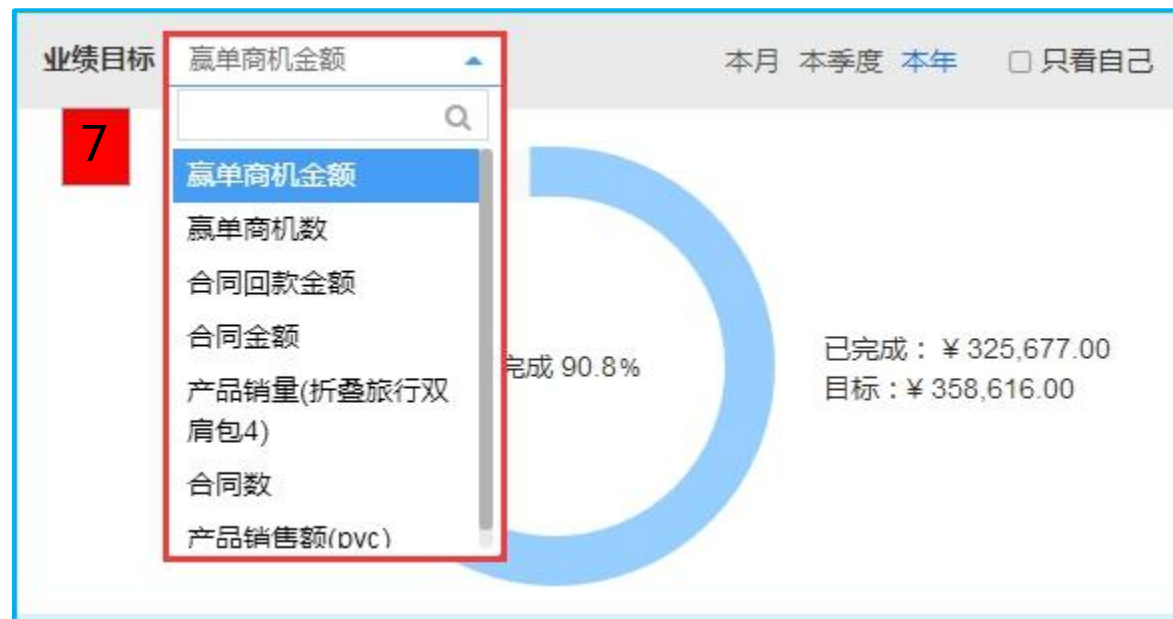 业绩目标 赢单商机金额 本月 本季度 本年 只看自己
7
赢单商机金额
赢单商机数
合同回款金额
合同金额
产品销量(折叠旅行双
肩包4)
合同数
产品销售额(pvc)
完成 90.8%
已完成：¥325,677.00
目标：¥358,616.00